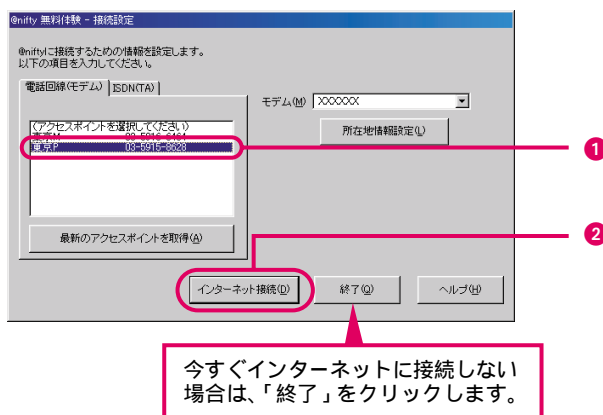 @nifty 無料体験 - 接続設定
@niftyに接続するための情報を設定します。
以下の項目を入力してください。
電話回線(モデム) ISDN(TA)
モデム(M) XXXXXX
(アクセスポイントを選択してください)
所在地情報設定(L)
東京P 03-5915-8628
1
最新のアクセスポイントを取得(A)
2
インターネット接続(D) 終了(Q) ヘルプ(H)
今すぐインターネットに接続しない
場合は、「終了」をクリックします。